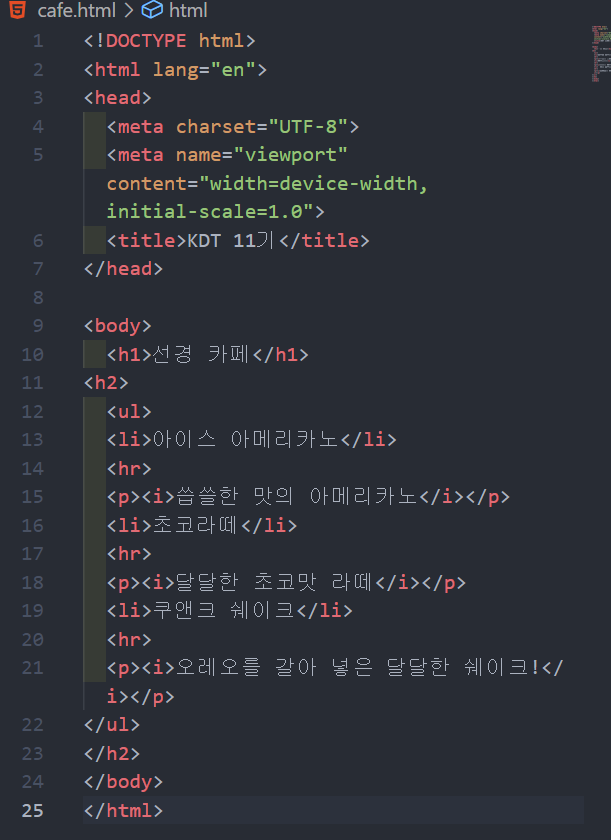 cafe.html > html
1 <!DOCTYPE html>
2 <html lang="en">
3 <head>
4 <meta charset="UTF-8">
5 <meta name="viewport"
content="width=device-width,
initial-scale=1.0">
6 <title>KDT 11기</title>
7 </head>
8
9 <body>
10 <h1>선경 카페</h1>
11 <h2>
12 <ul>
13 <li>아이스 아메리카노</li>
14 <hr>
15 <p><i>씁쓸한 맛의 아메리카노</i></p>
16 <li>초코라떼</li>
17 <hr>
18 <p><i>달달한 초코맛 라떼</i></p>
19 <li>쿠앤크 쉐이크</li>
20 <hr>
21 <p><i>오레오를 갈아 넣은 달달한 쉐이크!</
i></p>
22 </ul>
23 </h2>
24 </body>
25 </html>